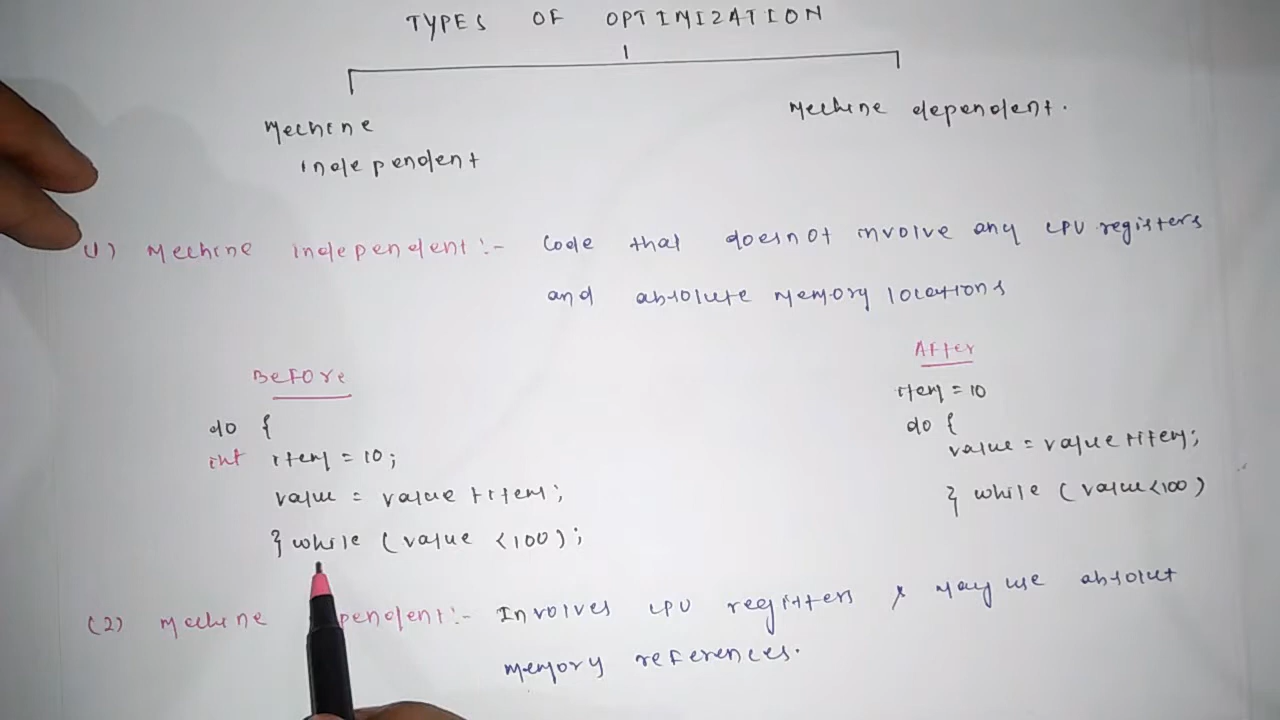 TYPES OF OPTIMIZATION
Mechine independent
Mechine dependent.
(1) Mechine independent :- Code that doesnot involve any CPU registers
and absolute memory locations
Before
do {
int item = 10;
value = value + item;
} while (value < 100);
After
item = 10
do {
value = value + item;
} while (value < 100)
(2) Mechine pendent :- Involves CPU registers & may use absolut
memory references.